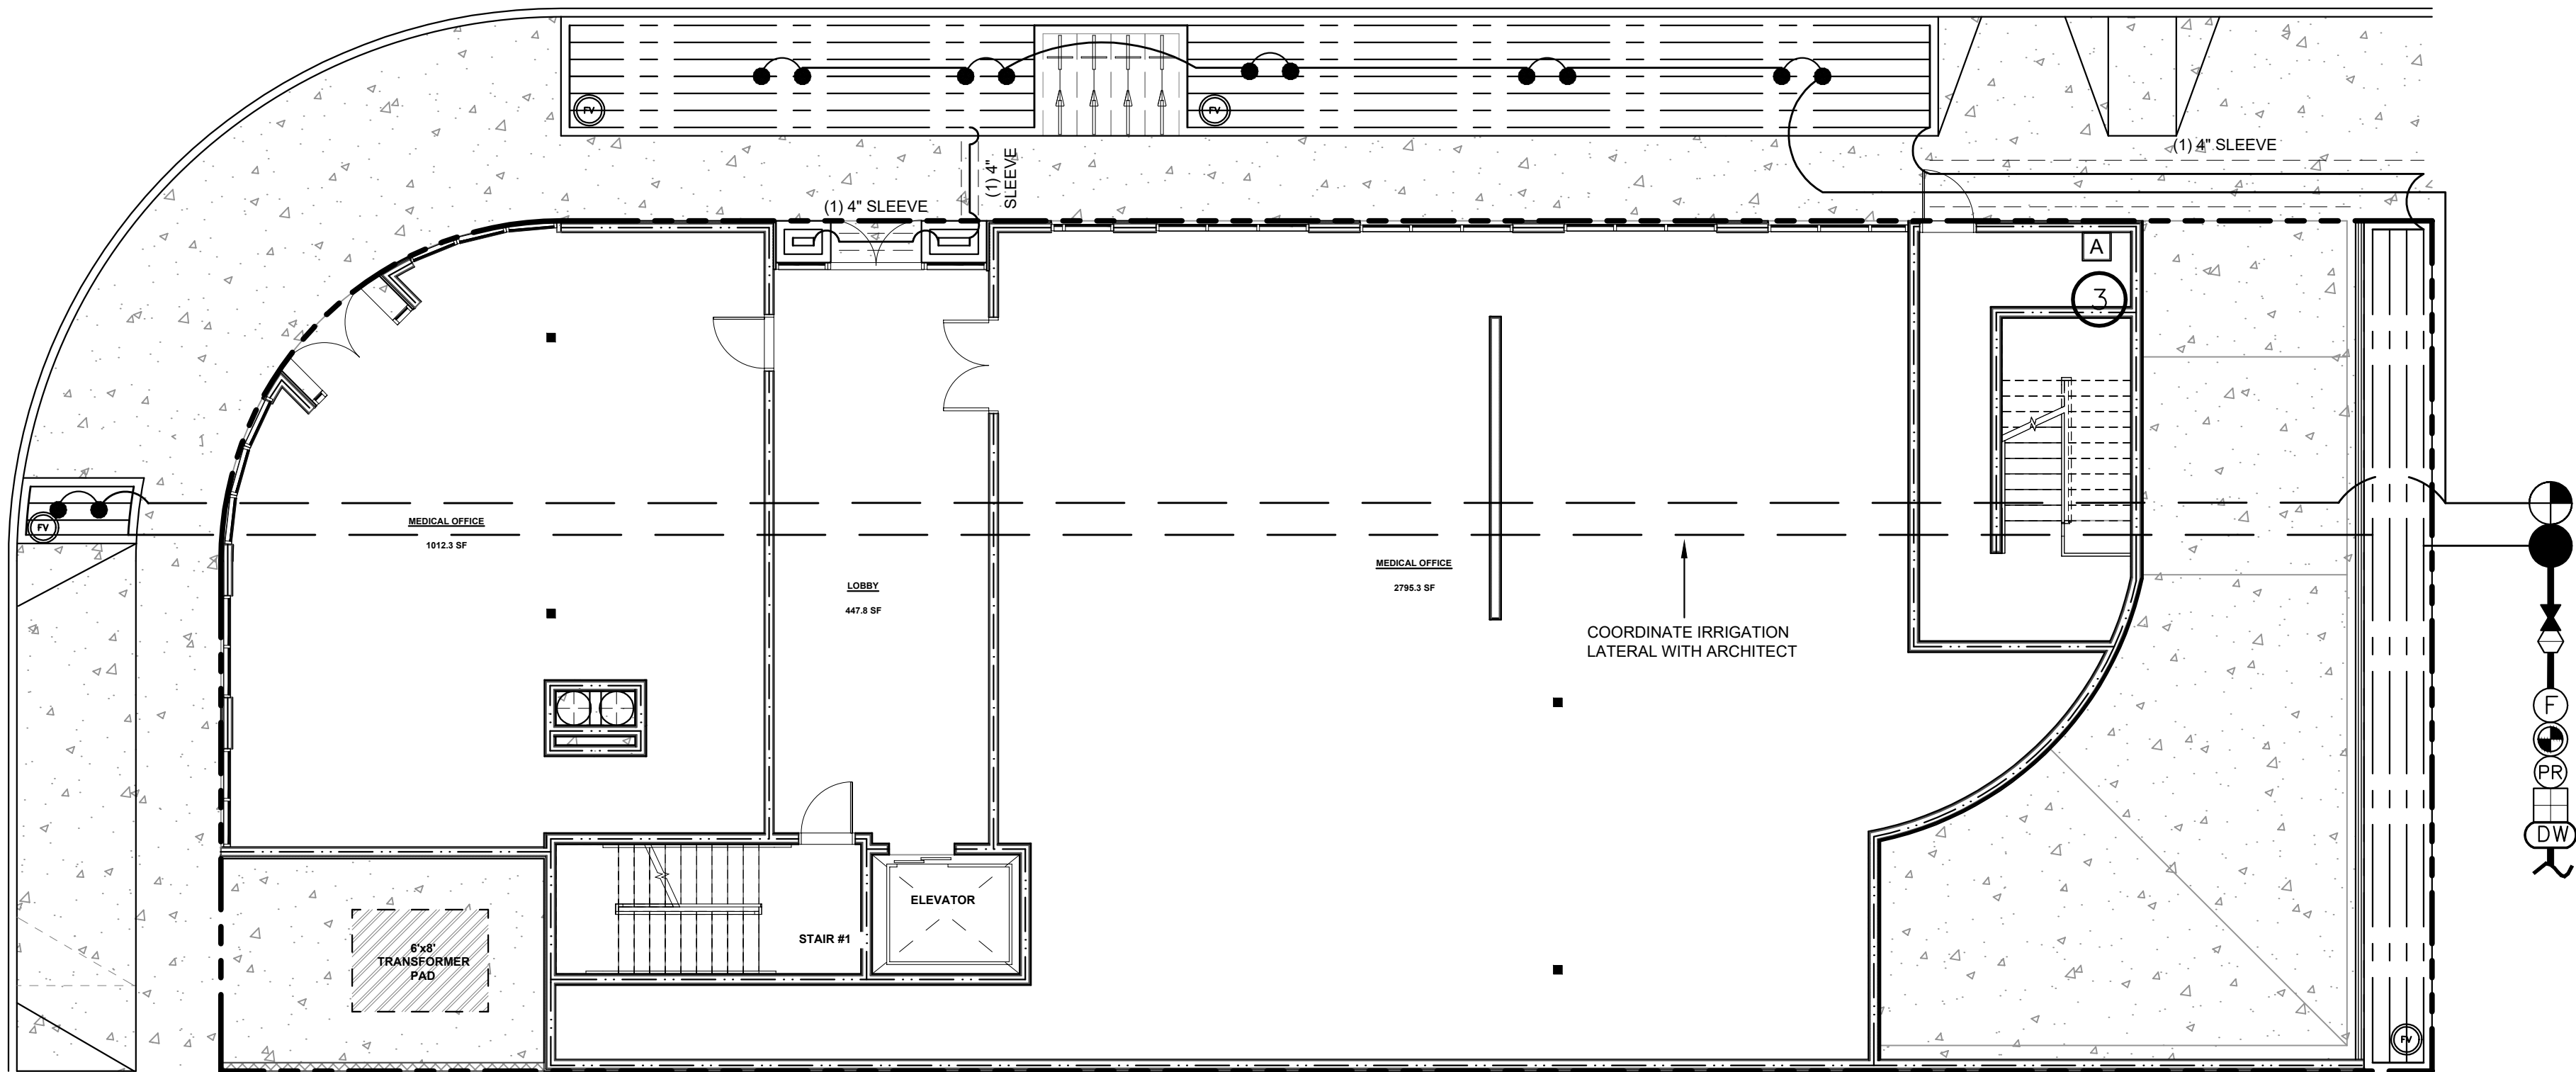 FV
FV
(1) 4" SLEEVE
(1) 4"
SLEEVE
(1) 4" SLEEVE
A
3
FV
MEDICAL OFFICE
1012.3 SF
LOBBY
447.8 SF
MEDICAL OFFICE
2795.3 SF
COORDINATE IRRIGATION
LATERAL WITH ARCHITECT
F
PR
DW
ELEVATOR
STAIR #1
6'x8'
TRANSFORMER
PAD
FV